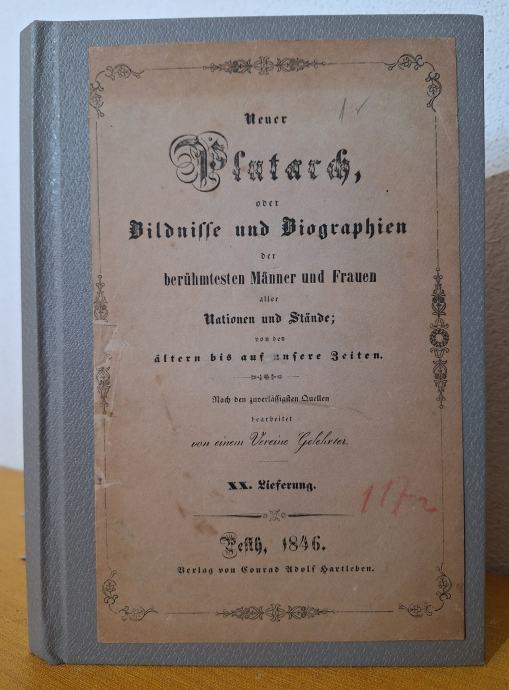 Neuer
Plutarch,
oder
Bildnisse und Biographien
der
berühmtesten Männer und Frauen
aller
Nationen und Stände;
von den
ältern bis auf unsere Zeiten.
Nach den zuverlässigsten Quellen
bearbeitet
von einem Vereine Gelehrter.
XX. Lieferung.
Pesth, 1846.
Verlag von Conrad Adolf Hartleben.